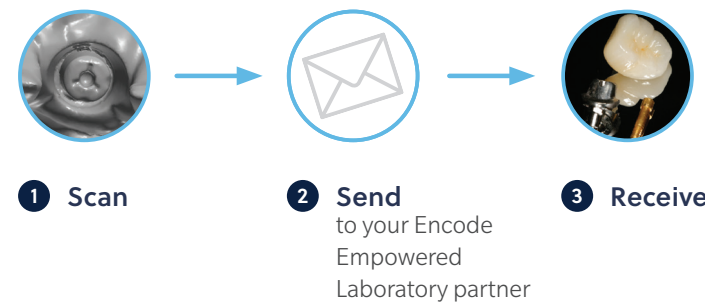 1 Scan
2 Send
to your Encode
Empowered
Laboratory partner
3 Receive